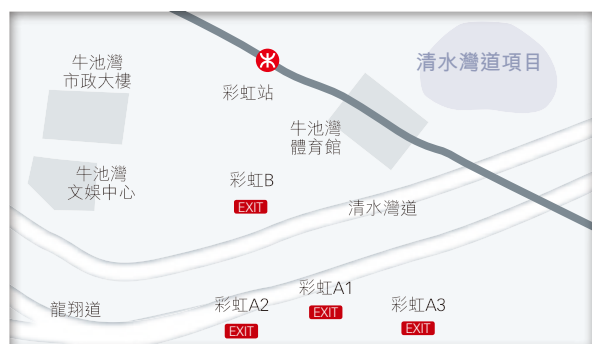 牛池灣
市政大樓
清水灣道項目
彩虹站
牛池灣
體育館
牛池灣
文娛中心
彩虹B
EXIT
清水灣道
龍翔道
彩虹A2
EXIT
彩虹A1
EXIT
彩虹A3
EXIT